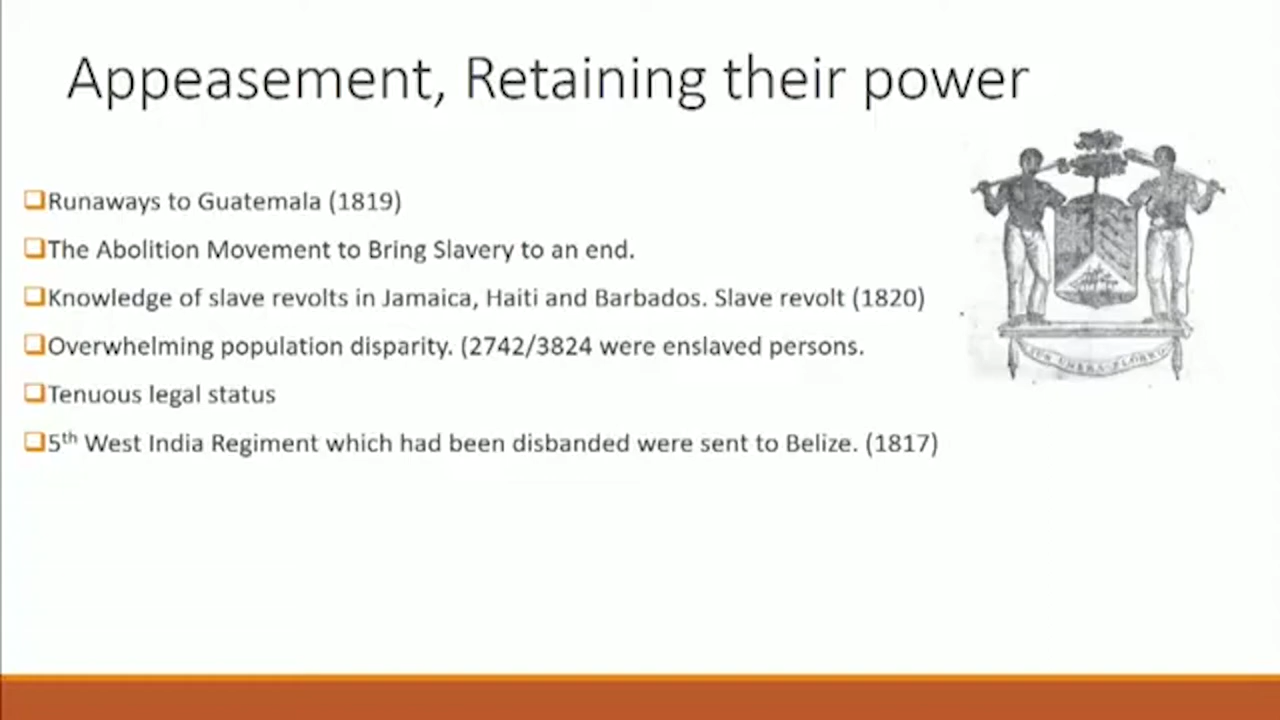 Appeasement, Retaining their power
Runaways to Guatemala (1819)
The Abolition Movement to Bring Slavery to an end.
Knowledge of slave revolts in Jamaica, Haiti and Barbados. Slave revolt (1820)
Overwhelming population disparity. (2742/3824 were enslaved persons.
Tenuous legal status
5th West India Regiment which had been disbanded were sent to Belize. (1817)
UMBRA FLOREO